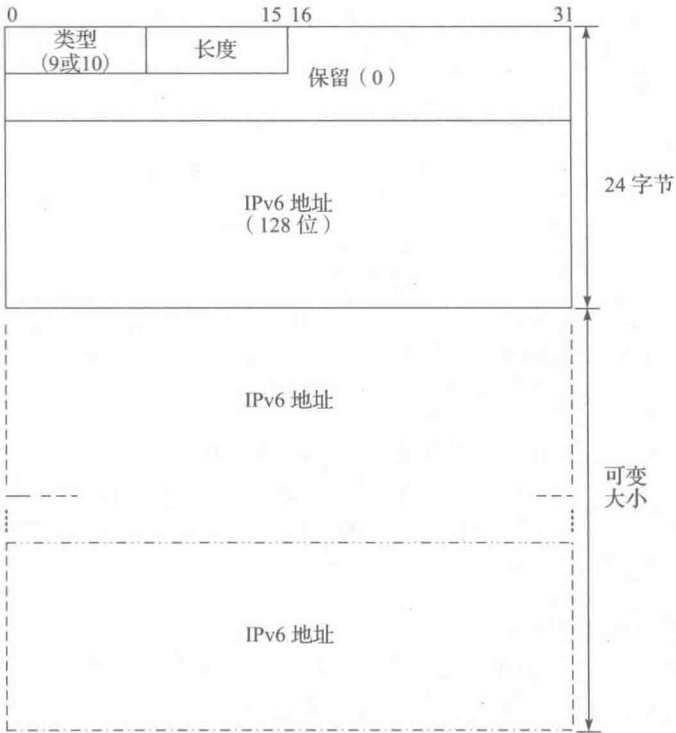 0 15 16 31
类型
(9或10)
长度
保留（0）
IPv6 地址
（128 位）
24 字节
IPv6 地址
可变
大小
IPv6 地址